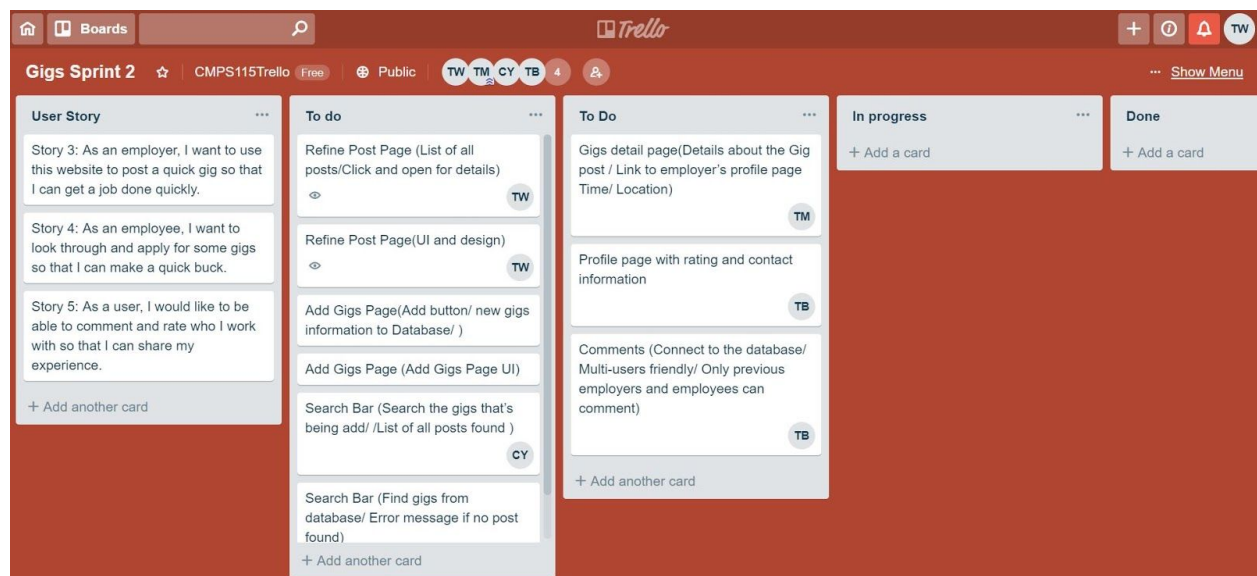 Boards
Trello
TW
Gigs Sprint 2
CMPS115Trello Free
Public
TW TM CY TB 4
... Show Menu
User Story ...
Story 3: As an employer, I want to use
this website to post a quick gig so that
I can get a job done quickly.
Story 4: As an employee, I want to
look through and apply for some gigs
so that I can make a quick buck.
Story 5: As a user, I would like to be
able to comment and rate who I work
with so that I can share my
experience.
+ Add another card
To do ...
Refine Post Page (List of all
posts/Click and open for details)
TW
Refine Post Page(UI and design)
TW
Add Gigs Page(Add button/ new gigs
information to Database/ )
Add Gigs Page (Add Gigs Page UI)
Search Bar (Search the gigs that's
being add/ /List of all posts found )
CY
Search Bar (Find gigs from
database/ Error message if no post
found)
+ Add another card
To Do ...
Gigs detail page(Details about the Gig
post / Link to employer's profile page
Time/ Location)
TM
Profile page with rating and contact
information
TB
Comments (Connect to the database/
Multi-users friendly/ Only previous
employers and employees can
comment)
TB
+ Add another card
In progress ...
+ Add a card
Done
+ Add a card